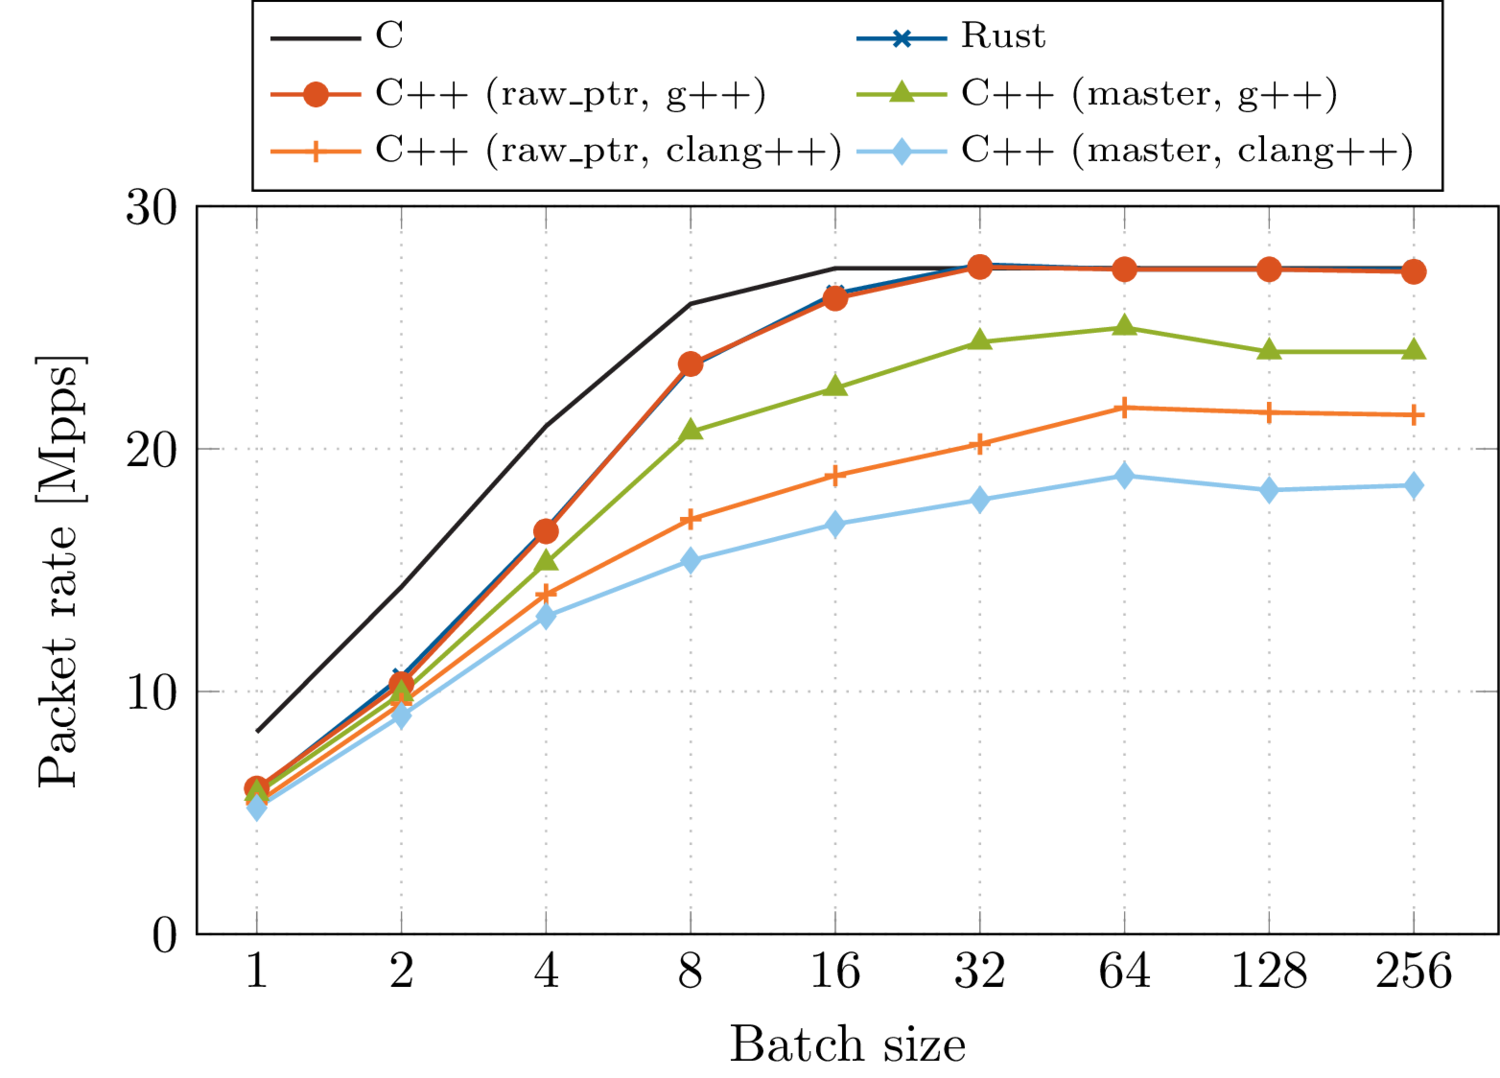 C Rust
C++ (raw_ptr, g++) C++ (master, g++)
C++ (raw_ptr, clang++) C++ (master, clang++)
30
20
10
0
Packet rate [Mpps]
1 2 4 8 16 32 64 128 256
Batch size